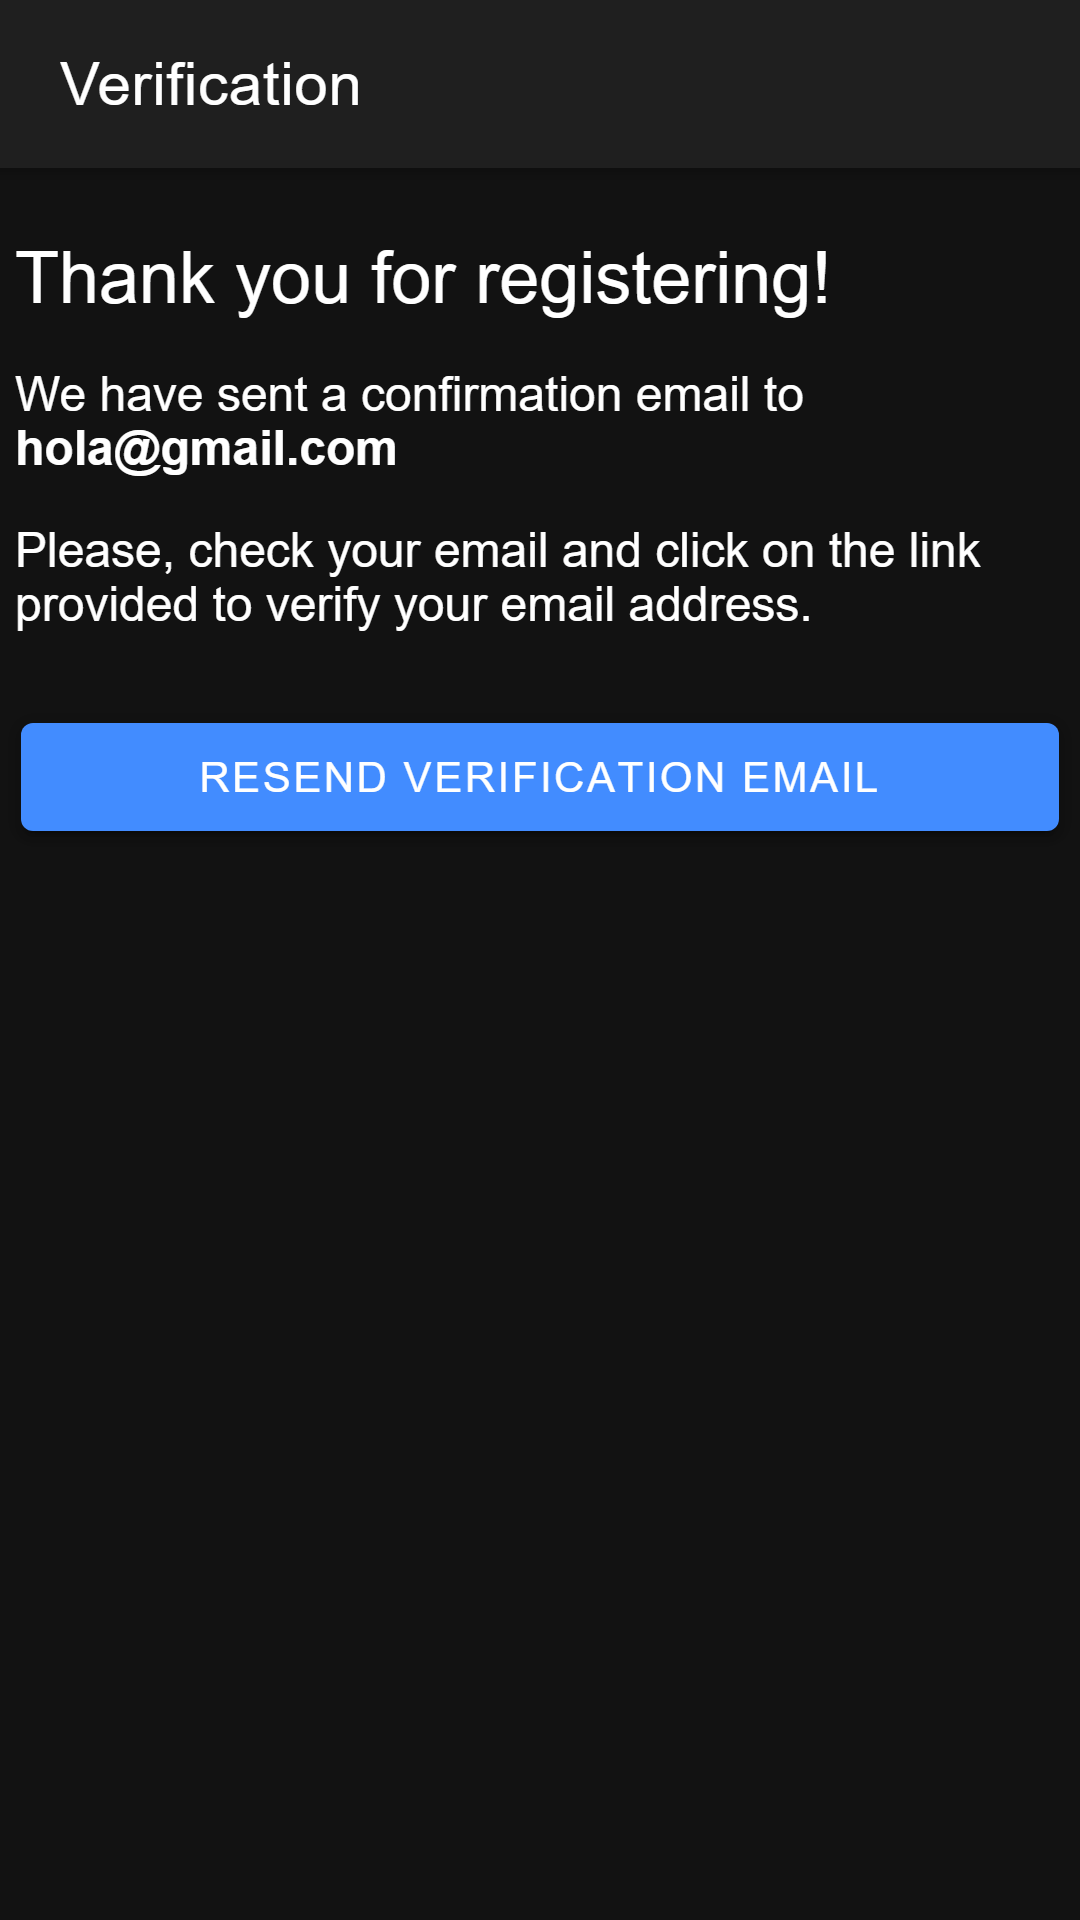 Verification
Thank you for registering!
We have sent a confirmation email to
hola@gmail.com
Please, check your email and click on the link
provided to verify your email address.
RESEND VERIFICATION EMAIL